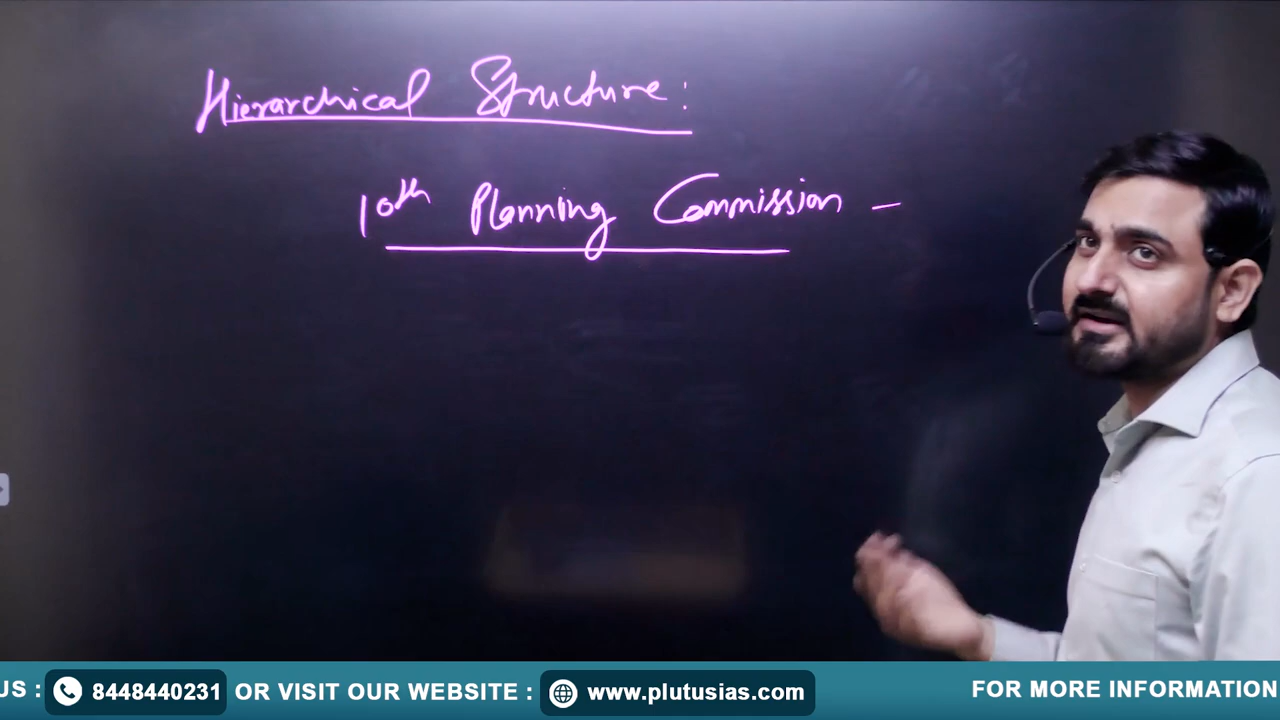 Hierarchical Structure:
10th Planning Commission -
US : 8448440231 OR VISIT OUR WEBSITE : www.plutusias.com FOR MORE INFORMATION